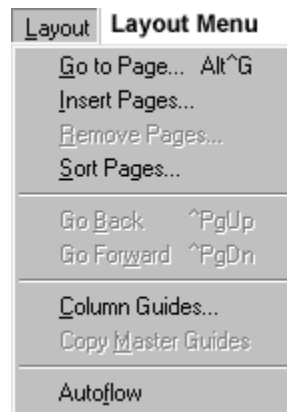 Layout Layout Menu
Go to Page... Alt^G
Insert Pages...
Remove Pages...
Sort Pages...
Go Back ^PgUp
Go Forward ^PgDn
Column Guides...
Copy Master Guides
Autoflow